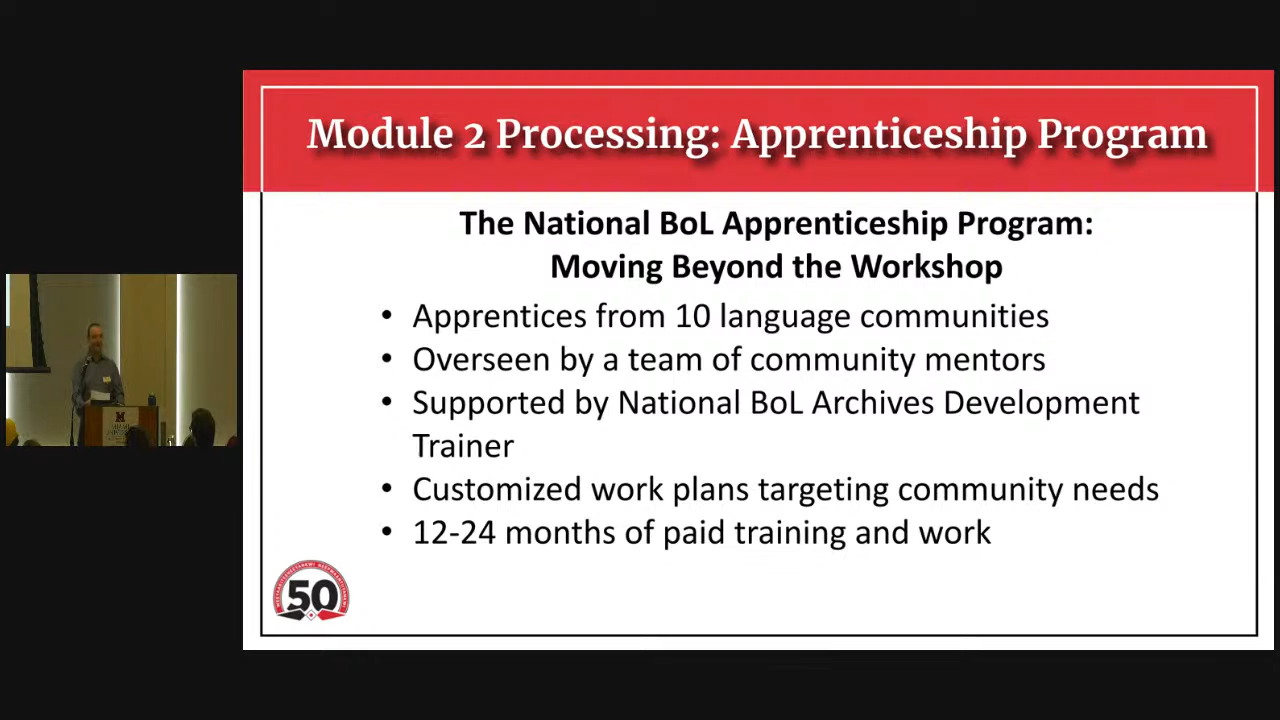 Module 2 Processing: Apprenticeship Program
The National BoL Apprenticeship Program:
Moving Beyond the Workshop
• Apprentices from 10 language communities
• Overseen by a team of community mentors
• Supported by National BoL Archives Development
Trainer
• Customized work plans targeting community needs
• 12-24 months of paid training and work
50
M
MIAMI